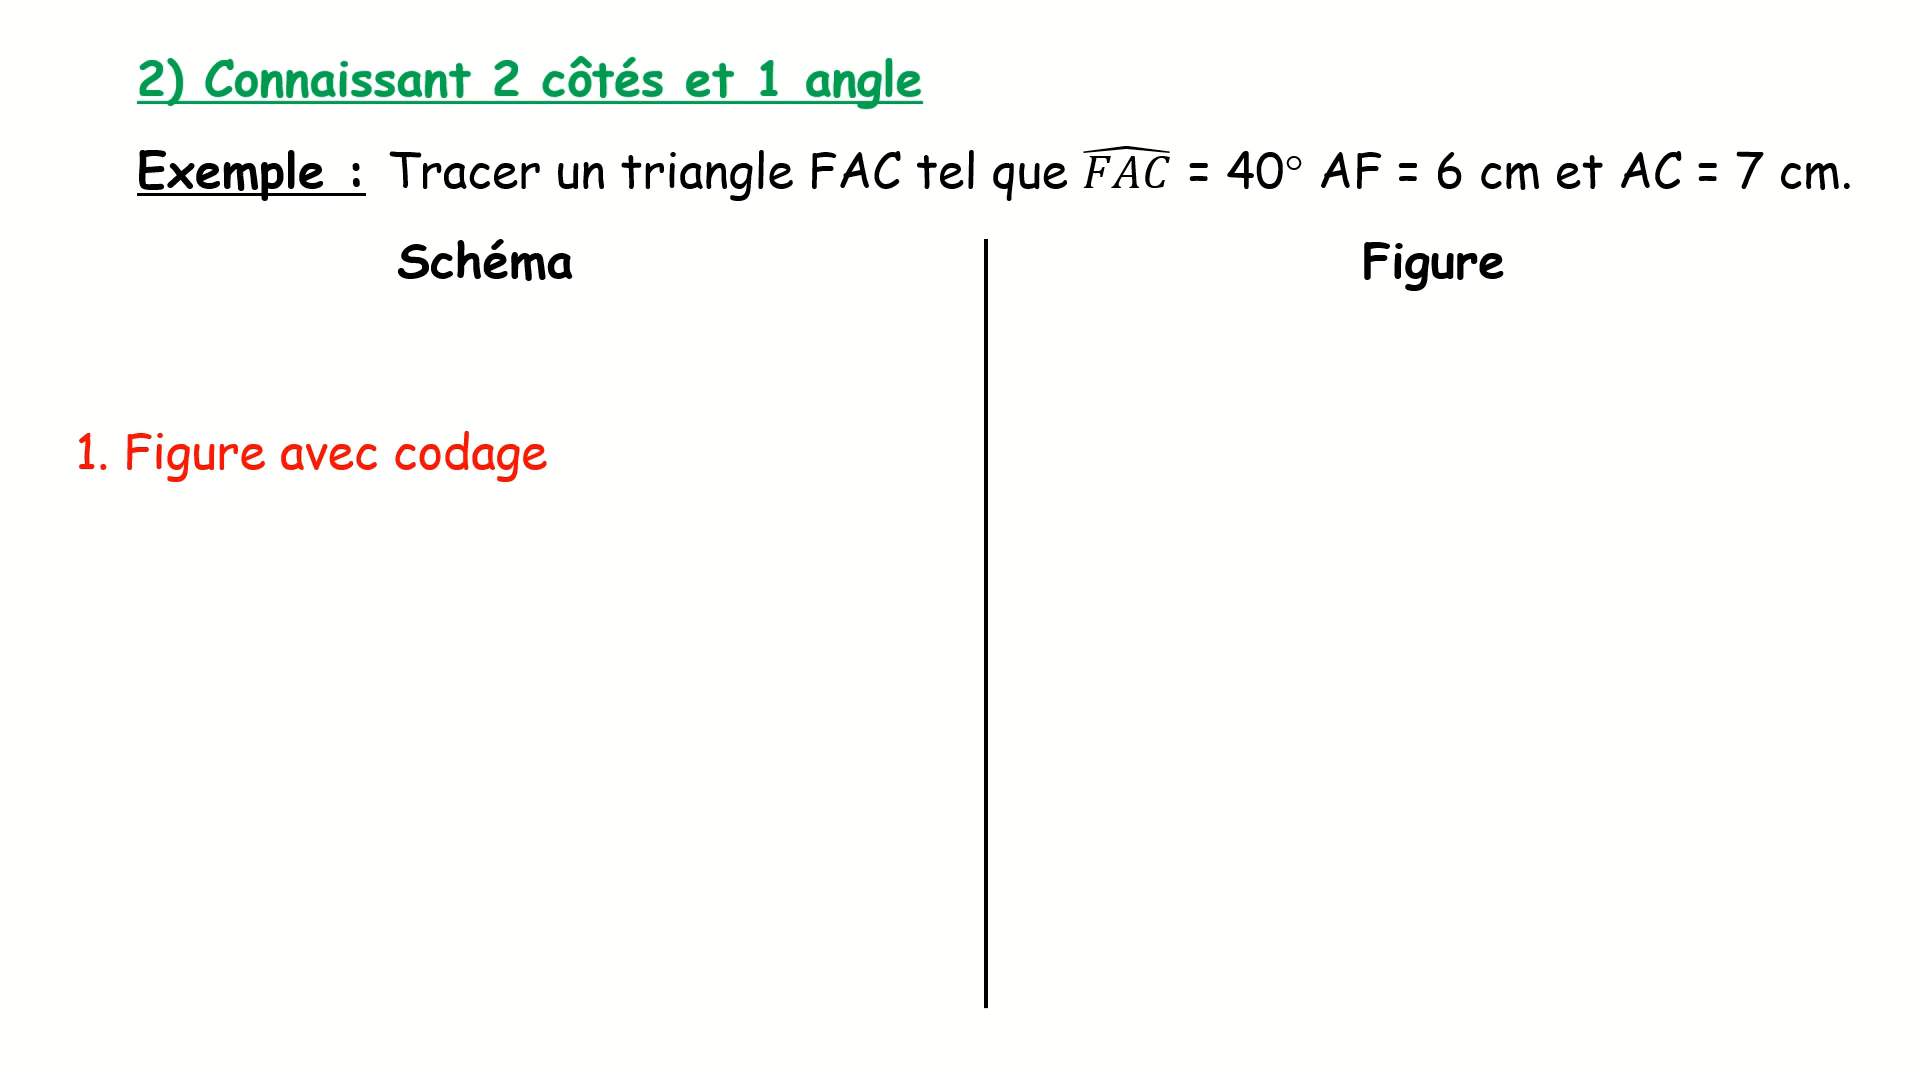 2) Connaissant 2 côtés et 1 angle
Exemple : Tracer un triangle FAC tel que \widehat{FAC} = 40° AF = 6 cm et AC = 7 cm.
Schéma
Figure
1. Figure avec codage